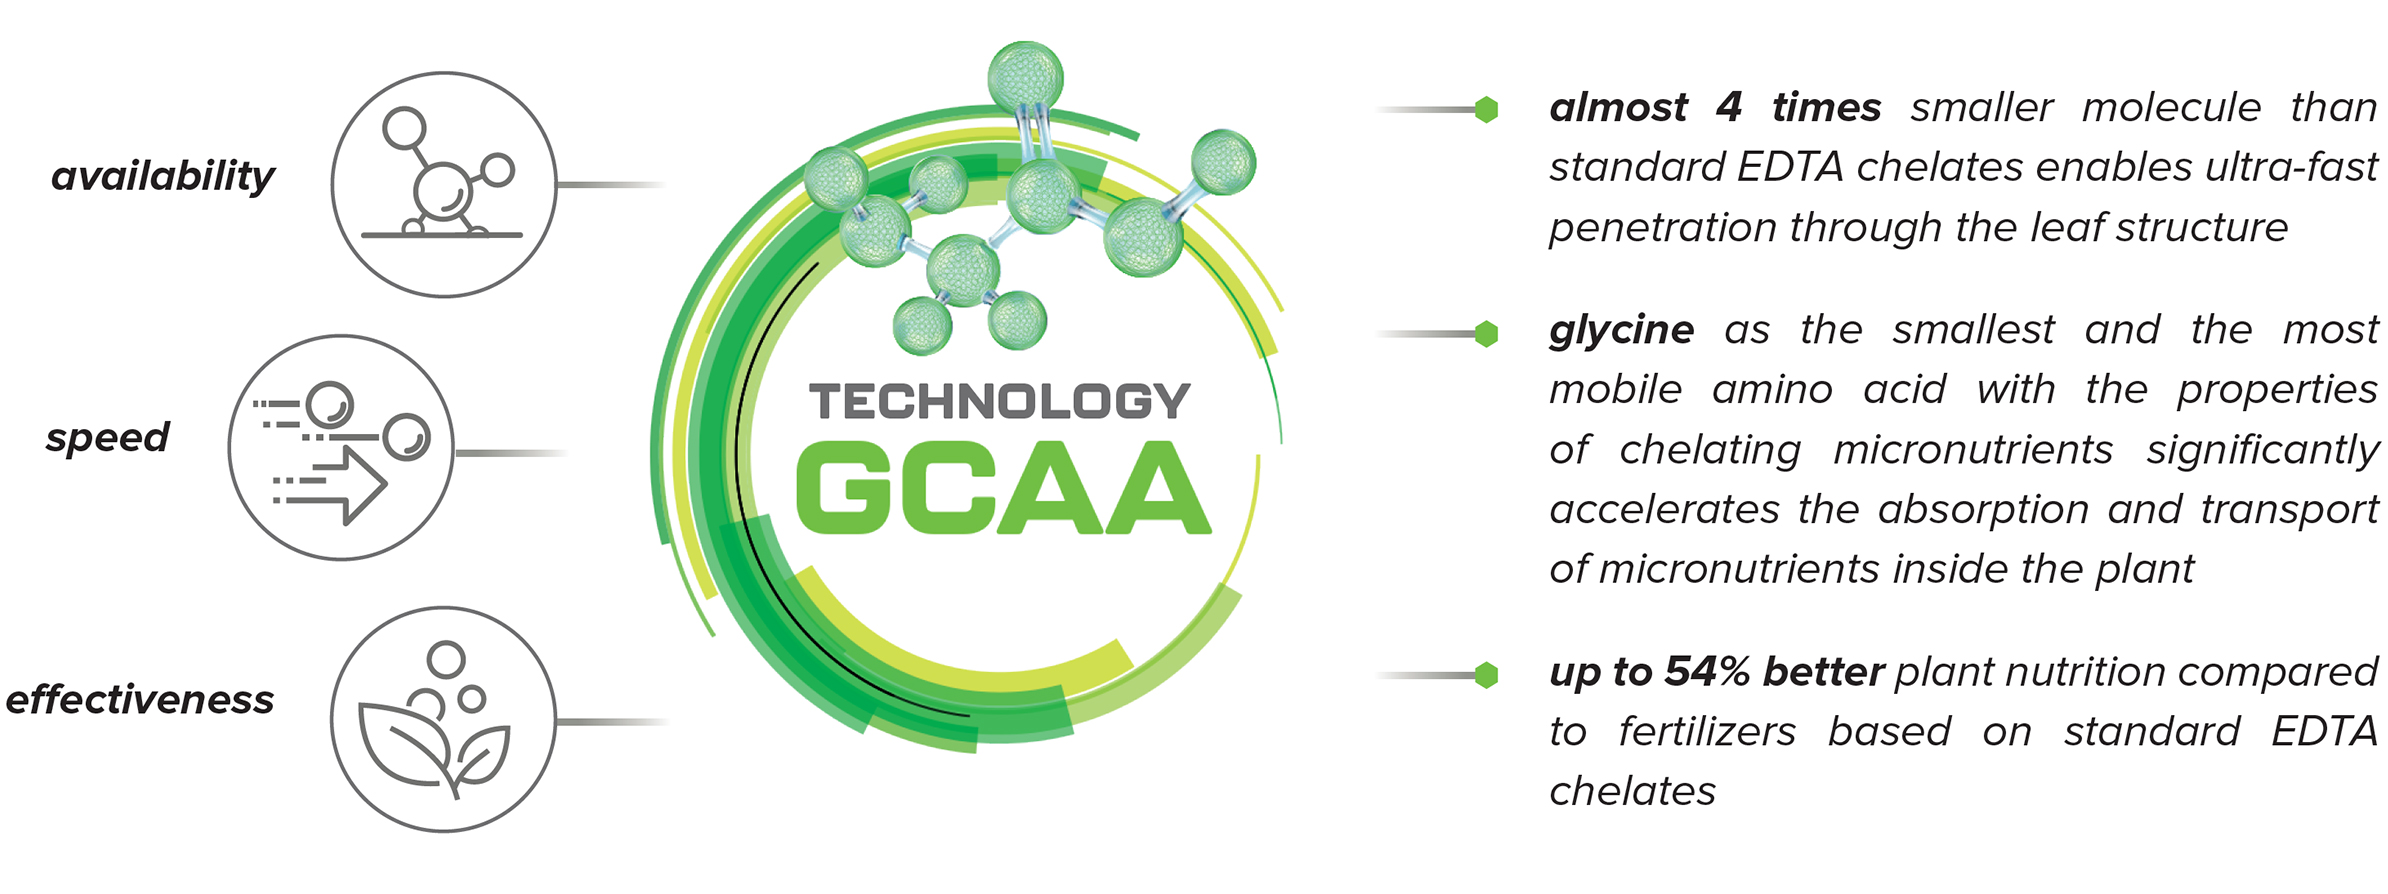 availability
speed
effectiveness
TECHNOLOGY
GCAA
almost 4 times smaller molecule than
standard EDTA chelates enables ultra-fast
penetration through the leaf structure
glycine as the smallest and the most
mobile amino acid with the properties
of chelating micronutrients significantly
accelerates the absorption and transport
of micronutrients inside the plant
up to 54% better plant nutrition compared
to fertilizers based on standard EDTA
chelates